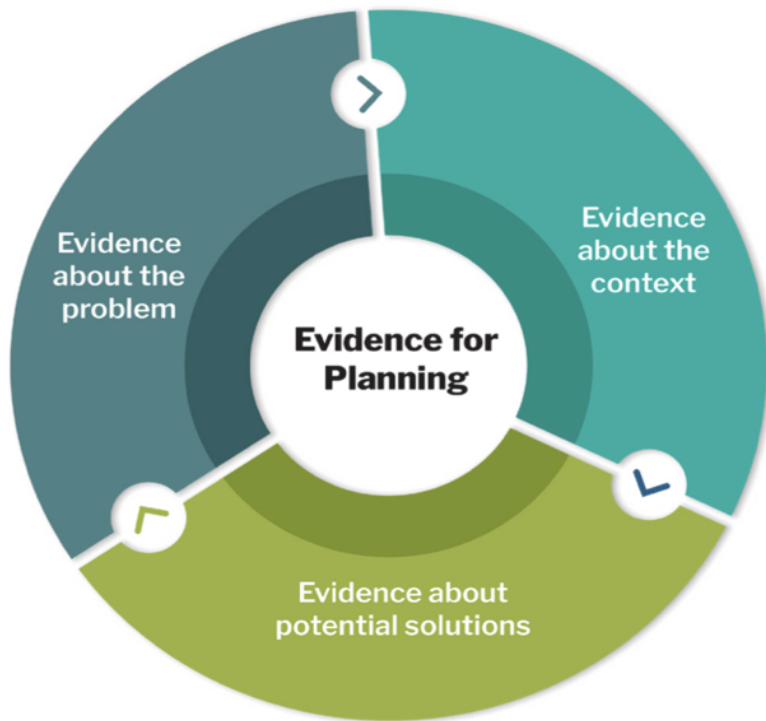 Evidence
about the
problem
Evidence
about the
context
Evidence for
Planning
Evidence about
potential solutions